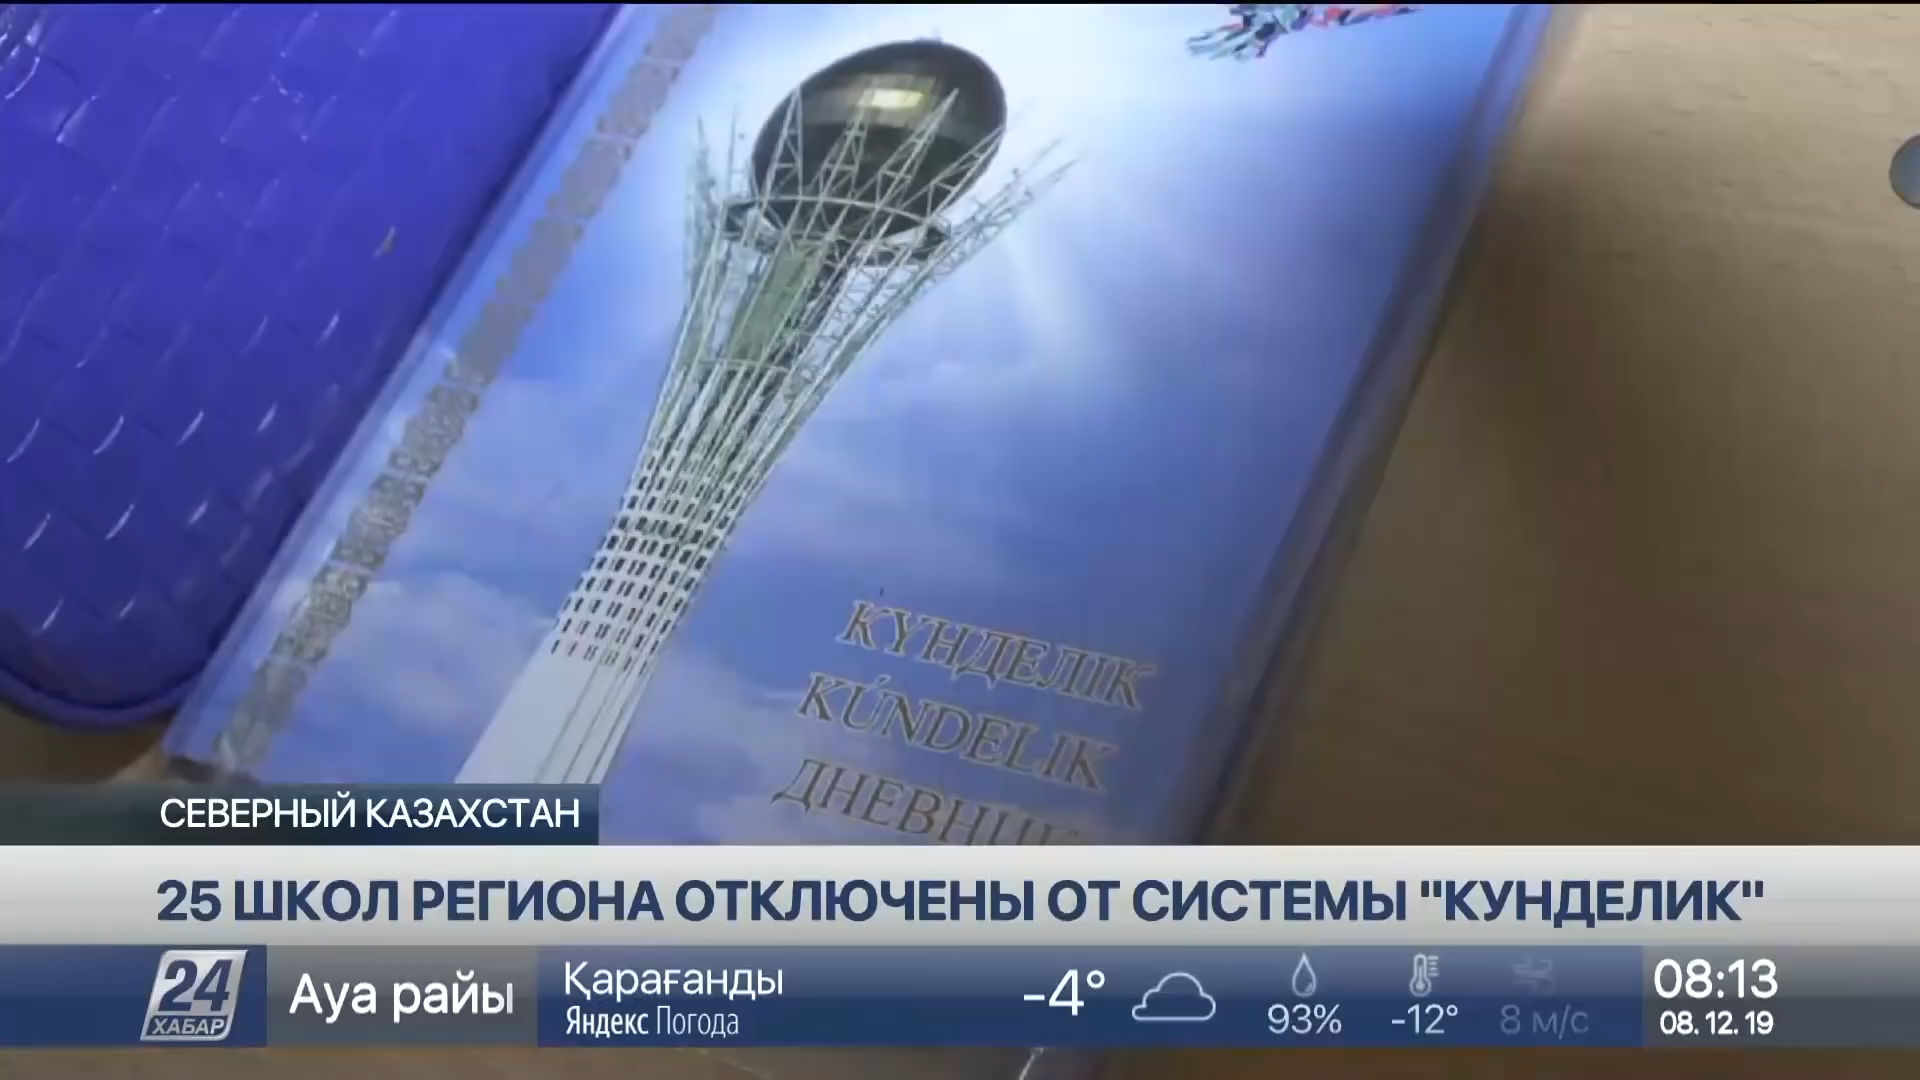 КҮНДЕЛІК
KÚNDELIK
ДНЕВНИК
СЕВЕРНЫЙ КАЗАХСТАН
25 ШКОЛ РЕГИОНА ОТКЛЮЧЕНЫ ОТ СИСТЕМЫ "КУНДЕЛИК"
24
ХАБАР
Ауа райы
Қарағанды
Яндекс Погода
-4°
93%
-12°
8 м/с
08:13
08. 12. 19